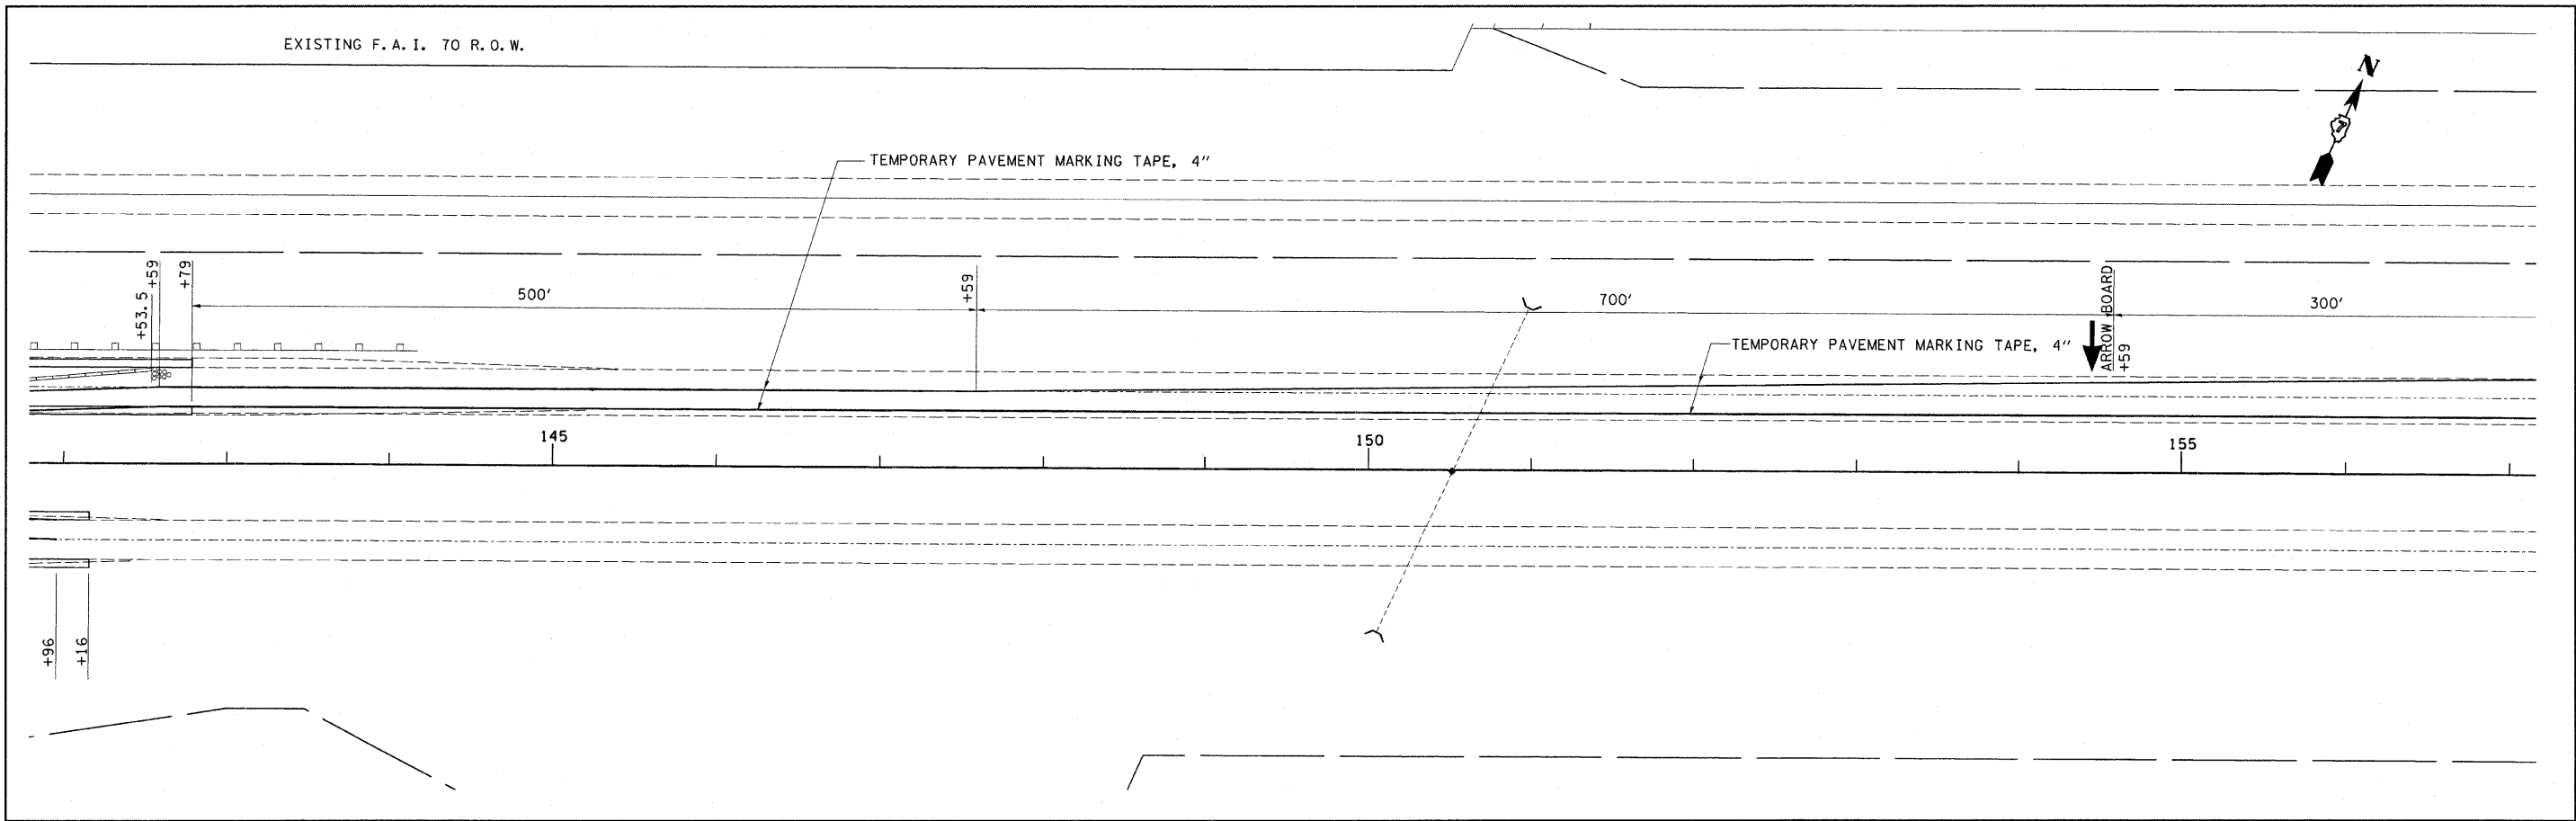 EXISTING F.A.I. 70 R.O.W.
N
TEMPORARY PAVEMENT MARKING TAPE, 4"
+53.5
+59
+79
500'
+59
700'
ARROW BOARD
+59
300'
TEMPORARY PAVEMENT MARKING TAPE, 4"
145
150
155
+96
+16